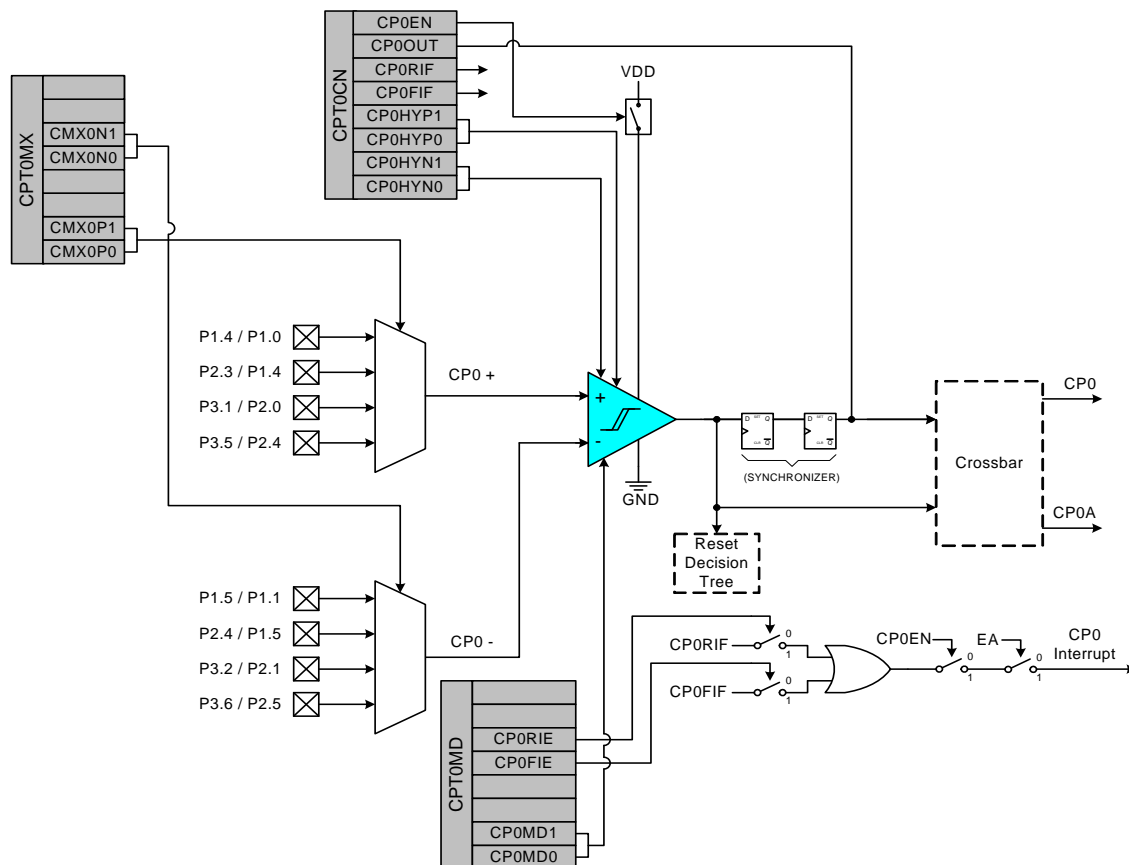 CPT0CN
CP0EN
CP0OUT
CP0RIF
CP0FIF
CP0HYP1
CP0HYP0
CP0HYN1
CP0HYN0
VDD
CPT0MX
CMX0N1
CMX0N0
CMX0P1
CMX0P0
P1.4 / P1.0
P2.3 / P1.4
P3.1 / P2.0
P3.5 / P2.4
CP0 +
+
-
GND
D SET Q
CLR Q
D SET Q
CLR Q
(SYNCHRONIZER)
Crossbar
CP0
CP0A
Reset
Decision
Tree
P1.5 / P1.1
P2.4 / P1.5
P3.2 / P2.1
P3.6 / P2.5
CP0 -
CP0RIF
0
1
CP0FIF
0
1
CP0EN
0
1
EA
0
1
CP0
Interrupt
CPT0MD
CP0RIE
CP0FIE
CP0MD1
CP0MD0